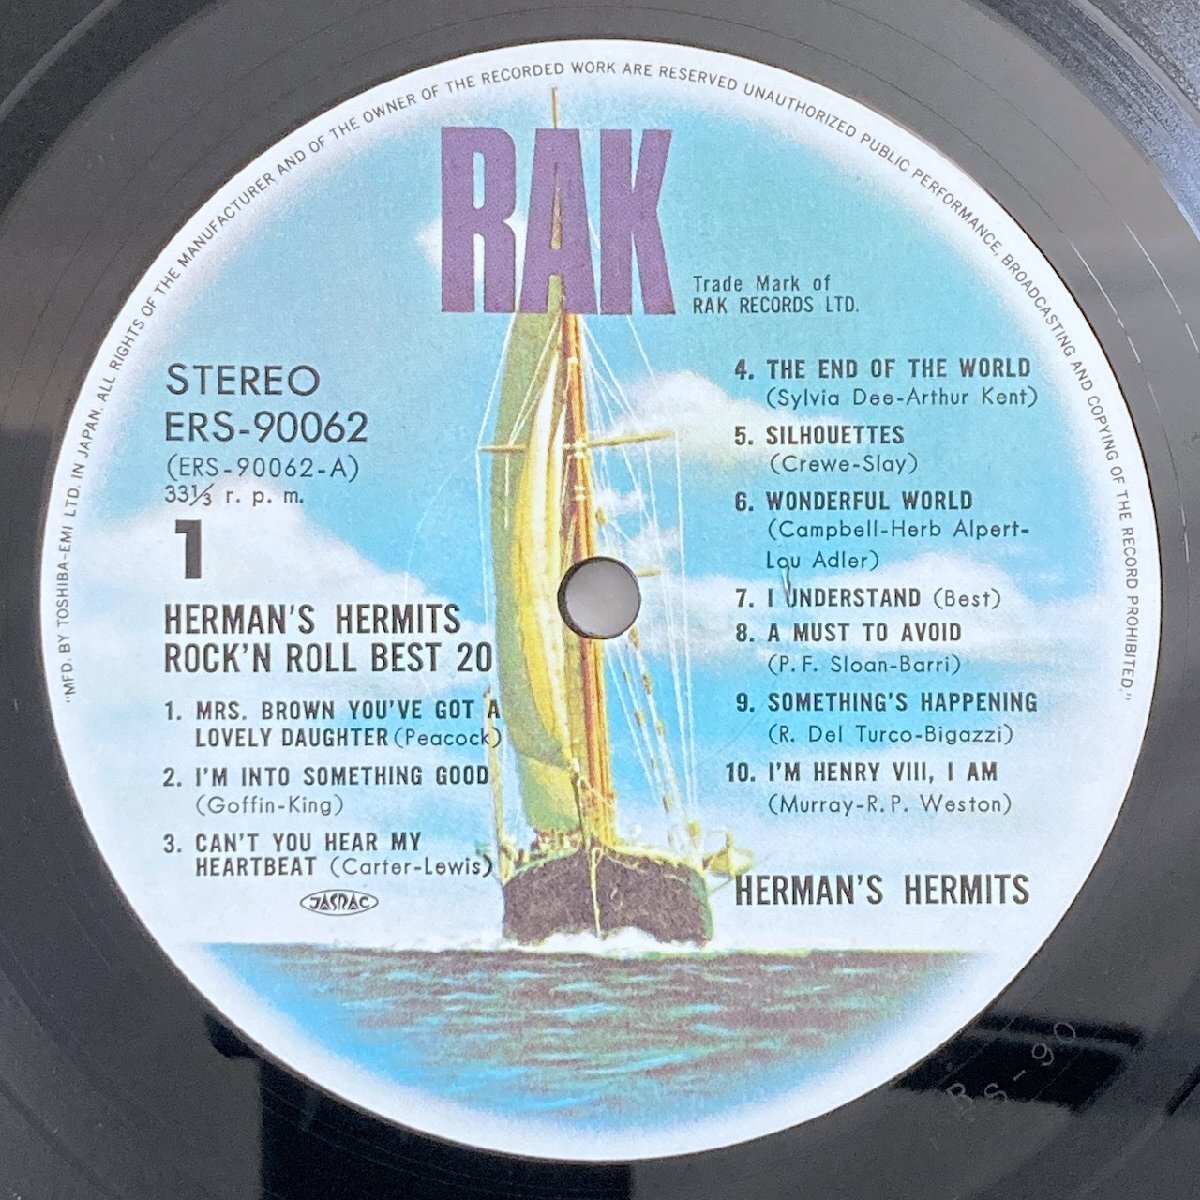 "MFD. BY TOSHIBA-EMI LTD. IN JAPAN. ALL RIGHTS OF THE MANUFACTURER AND OF THE OWNER OF THE RECORDED WORK ARE RESERVED UNAUTHORIZED PUBLIC PERFORMANCE, BROADCASTING AND COPYING OF THE RECORD PROHIBITED."
RAK
Trade Mark of
RAK RECORDS LTD.
STEREO
ERS-90062
(ERS-90062-A)
33⅓ r. p. m.
1
HERMAN'S HERMITS
ROCK'N ROLL BEST 20
1. MRS. BROWN YOU'VE GOT A
LOVELY DAUGHTER (Peacock)
2. I'M INTO SOMETHING GOOD
(Goffin-King)
3. CAN'T YOU HEAR MY
HEARTBEAT (Carter-Lewis)
JASRAC
4. THE END OF THE WORLD
(Sylvia Dee-Arthur Kent)
5. SILHOUETTES
(Crewe-Slay)
6. WONDERFUL WORLD
(Campbell-Herb Alpert-
Lou Adler)
7. I UNDERSTAND (Best)
8. A MUST TO AVOID
(P. F. Sloan-Barri)
9. SOMETHING'S HAPPENING
(R. Del Turco-Bigazzi)
10. I'M HENRY VIII, I AM
(Murray-R. P. Weston)
HERMAN'S HERMITS
RS-90